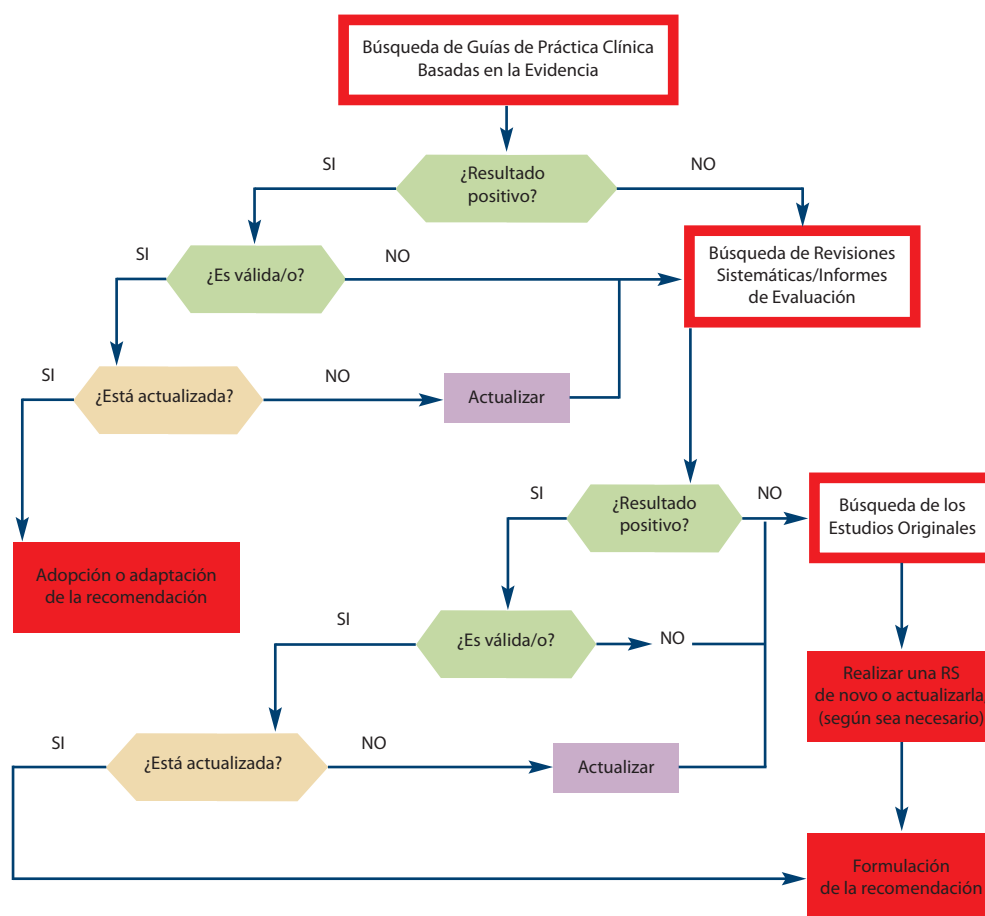 Búsqueda de Guías de Práctica Clínica
Basadas en la Evidencia
SI
¿Resultado
positivo?
NO
SI
¿Es válida/o?
NO
Búsqueda de Revisiones
Sistemáticas/Informes
de Evaluación
SI
¿Está actualizada?
NO
Actualizar
SI
¿Resultado
positivo?
NO
Búsqueda de los
Estudios Originales
Adopción o adaptación
de la recomendación
SI
¿Es válida/o?
NO
Realizar una RS
de novo o actualizarla
(según sea necesario)
SI
¿Está actualizada?
NO
Actualizar
Formulación
de la recomendación